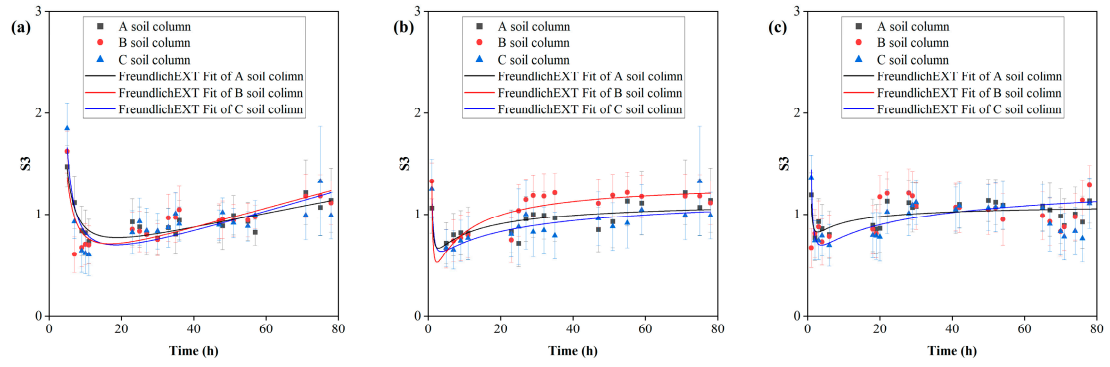 (a)
3
2
1
0
S3
A soil column
B soil column
C soil column
FreundlichEXT Fit of A soil colum
FreundlichEXT Fit of B soil column
FreundlichEXT Fit of C soil column
0 20 40 60 80
Time (h)
(b)
3
2
1
0
S3
A soil column
B soil column
C soil column
FreundlichEXT Fit of A soil column
FreundlichEXT Fit of B soil column
FreundlichEXT Fit of C soil column
0 20 40 60 80
Time (h)
(c)
3
2
1
0
S3
A soil column
B soil column
C soil column
FreundlichEXT Fit of A soil column
FreundlichEXT Fit of B soil column
FreundlichEXT Fit of C soil column
0 20 40 60 80
Time (h)